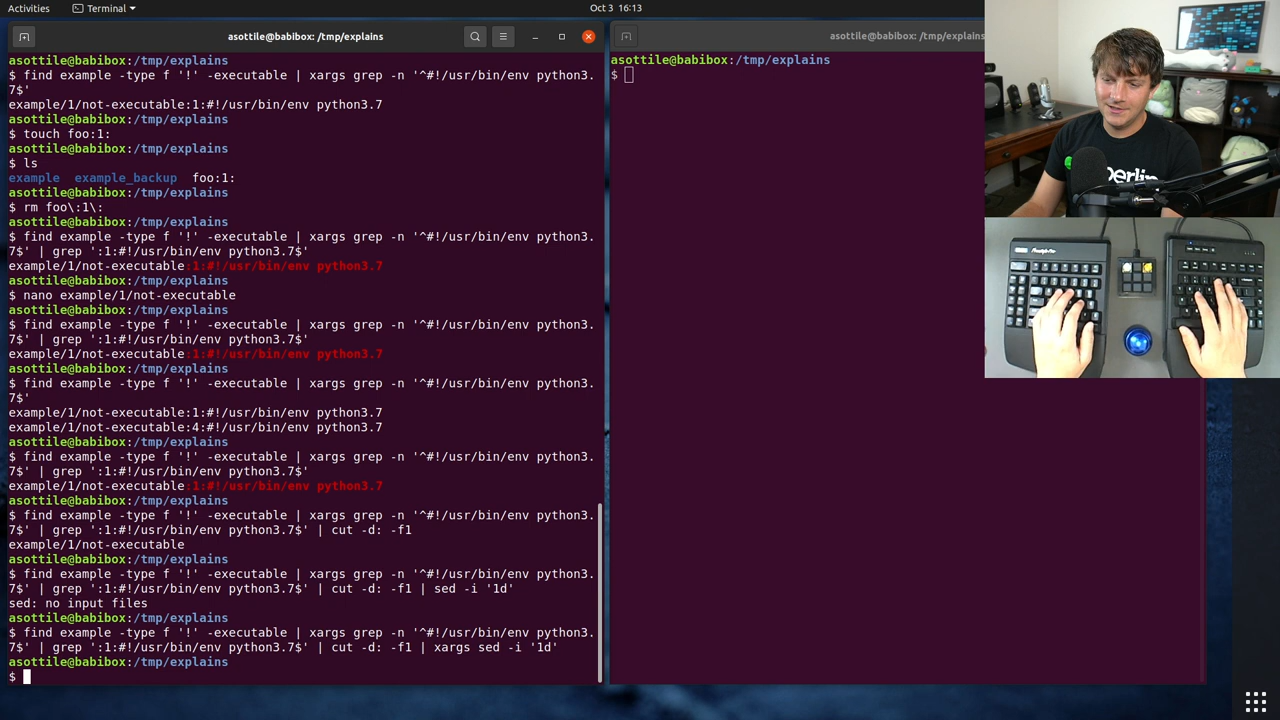 Activities
Terminal
Oct 3 16:13
asottile@babibox: /tmp/explains
asottile@babibox:/tmp/explains
$ find example -type f '!' -executable | xargs grep -n '^#!/usr/bin/env python3.
7$'
example/1/not-executable:1:#!/usr/bin/env python3.7
asottile@babibox:/tmp/explains
$ touch foo:1:
asottile@babibox:/tmp/explains
$ ls
example  example_backup  foo:1:
asottile@babibox:/tmp/explains
$ rm foo\:1\:
asottile@babibox:/tmp/explains
$ find example -type f '!' -executable | xargs grep -n '^#!/usr/bin/env python3.
7$' | grep ':1:#!/usr/bin/env python3.7$'
example/1/not-executable:1:#!/usr/bin/env python3.7
asottile@babibox:/tmp/explains
$ nano example/1/not-executable
asottile@babibox:/tmp/explains
$ find example -type f '!' -executable | xargs grep -n '^#!/usr/bin/env python3.
7$' | grep ':1:#!/usr/bin/env python3.7$'
example/1/not-executable:1:#!/usr/bin/env python3.7
asottile@babibox:/tmp/explains
$ find example -type f '!' -executable | xargs grep -n '^#!/usr/bin/env python3.
7$'
example/1/not-executable:1:#!/usr/bin/env python3.7
example/1/not-executable:4:#!/usr/bin/env python3.7
asottile@babibox:/tmp/explains
$ find example -type f '!' -executable | xargs grep -n '^#!/usr/bin/env python3.
7$' | grep ':1:#!/usr/bin/env python3.7$'
example/1/not-executable:1:#!/usr/bin/env python3.7
asottile@babibox:/tmp/explains
$ find example -type f '!' -executable | xargs grep -n '^#!/usr/bin/env python3.
7$' | grep ':1:#!/usr/bin/env python3.7$' | cut -d: -f1
example/1/not-executable
asottile@babibox:/tmp/explains
$ find example -type f '!' -executable | xargs grep -n '^#!/usr/bin/env python3.
7$' | grep ':1:#!/usr/bin/env python3.7$' | cut -d: -f1 | sed -i '1d'
sed: no input files
asottile@babibox:/tmp/explains
$ find example -type f '!' -executable | xargs grep -n '^#!/usr/bin/env python3.
7$' | grep ':1:#!/usr/bin/env python3.7$' | cut -d: -f1 | xargs sed -i '1d'
asottile@babibox:/tmp/explains
$
asottile@babibox: /tmp/explains
asottile@babibox:/tmp/explains
$